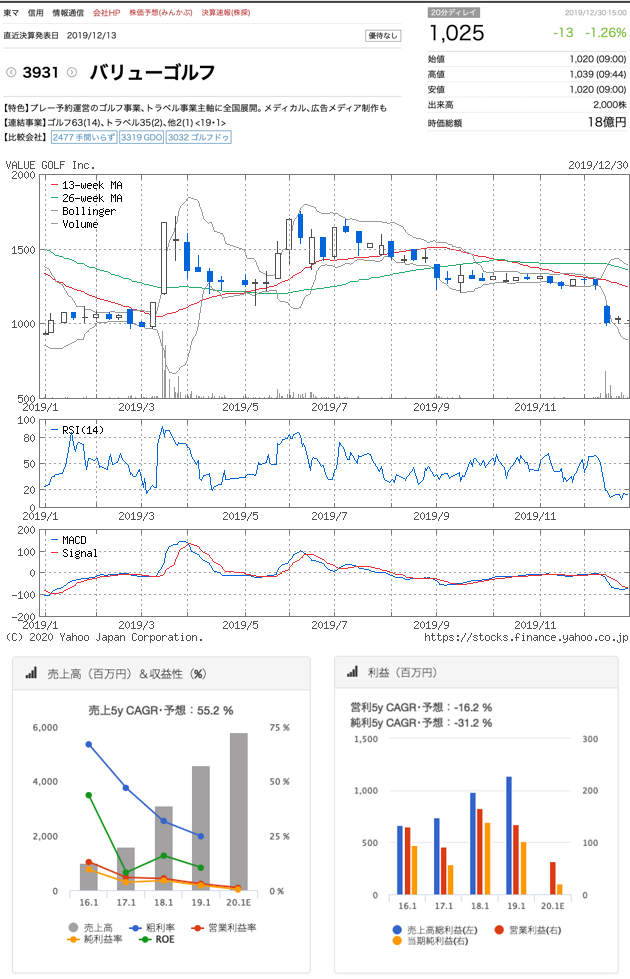 東マ 信用 情報通信 会社HP 株価予想(みんかぶ) 決算速報(株探)
直近決算発表日 2019/12/13 優待なし
3931 バリューゴルフ
【特色】プレー予約運営のゴルフ事業、トラベル事業主軸に全国展開。メディカル、広告メディア制作も
【連結事業】ゴルフ63(14)、トラベル35(2)、他2(1) <19・1>
【比較会社】 2477 手間いらず 3319 GDO 3032 ゴルフドゥ
20分ディレイ 2019/12/30 15:00
1,025 -13 -1.26%
始値 1,020 (09:00)
高値 1,039 (09:44)
安値 1,020 (09:00)
出来高 2,000株
時価総額 18億円
VALUE GOLF Inc. 2019/12/30
13-week MA
26-week MA
Bollinger
Volume
2000
1500
1000
500
2019/1 2019/3 2019/5 2019/7 2019/9 2019/11
RSI(14)
100
80
50
20
0
2019/1 2019/3 2019/5 2019/7 2019/9 2019/11
MACD
Signal
200
100
0
-100
-200
2019/1 2019/3 2019/5 2019/7 2019/9 2019/11
(C) 2020 Yahoo Japan Corporation. https://stocks.finance.yahoo.co.jp
売上高（百万円）＆収益性（%）
売上5y CAGR・予想：55.2 %
6,000 75 %
4,000 50 %
2,000 25 %
0 0 %
16.1 17.1 18.1 19.1 20.1E
売上高 粗利率 営業利益率
純利益率 ROE
利益（百万円）
営利5y CAGR・予想：-16.2 %
純利5y CAGR・予想：-31.2 %
1,500 300
1,000 200
500 100
0 0
16.1 17.1 18.1 19.1 20.1E
売上高総利益(左) 営業利益(右)
当期純利益(右)